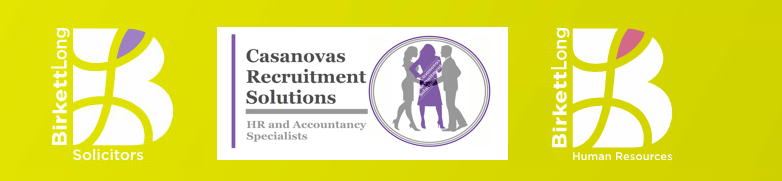 BirkettLong
Solicitors
Casanovas
Recruitment
Solutions
HR and Accountancy
Specialists
BirkettLong
Human Resources